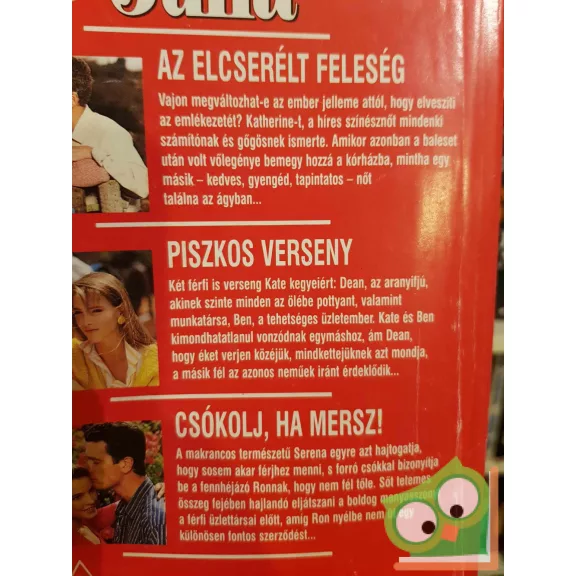 Júlia
AZ ELCSERÉLT FELESÉG
Vajon megváltozhat-e az ember jelleme attól, hogy elveszíti
az emlékezetét? Katherine-t, a híres színésznőt mindenki
számítónak és gőgösnek ismerte. Amikor azonban a baleset
után volt vőlegénye bemegy hozzá a kórházba, mintha egy
másik – kedves, gyengéd, tapintatos – nőt
találna az ágyban...
PISZKOS VERSENY
Két férfi is verseng Kate kegyeiért: Dean, az aranyifjú,
akinek szinte minden az ölébe pottyant, valamint
munkatársa, Ben, a tehetséges üzletember. Kate és Ben
kimondhatatlanul vonzódnak egymáshoz, ám Dean,
hogy éket verjen közéjük, mindkettejüknek azt mondja,
a másik fél az azonos neműek iránt érdeklődik...
CSÓKOLJ, HA MERSZ!
A makrancos természetű Serena egyre azt hajtogatja,
hogy sosem akar férjhez menni, s forró csókkal bizonyítja
be a fennhéjázó Ronnak, hogy nem fél tőle. Sőt tetemes
összeg fejében hajlandó eljátszani a boldog menyasszonyt
a férfi üzlettársai előtt, amíg Ron nyélbe nem üt egy
különösen fontos szerződést...